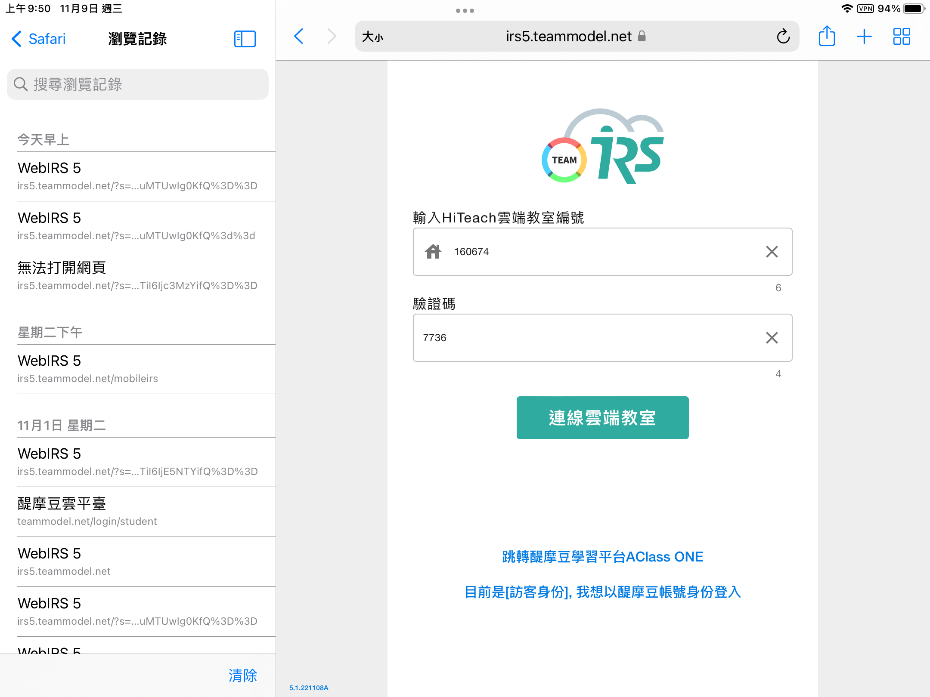 上午9:50 11月9日 週三
VPN 94%
Safari
瀏覽記錄
搜尋瀏覽記錄
今天早上
WebIRS 5
irs5.teammodel.net/?s=...uMTUwIg0KfQ%3D%3D
WebIRS 5
irs5.teammodel.net/?s=...uMTUwIg0KfQ%3d%3d
無法打開網頁
irs5.teammodel.net/?s=...TiI6Ijc3MzYifQ%3D%3D
星期二下午
WebIRS 5
irs5.teammodel.net/mobileirs
11月1日 星期二
WebIRS 5
irs5.teammodel.net/?s=...TiI6IjE5NTYifQ%3D%3D
醍摩豆雲平臺
teammodel.net/login/student
WebIRS 5
irs5.teammodel.net
WebIRS 5
irs5.teammodel.net/?s=...uMTUwIg0KfQ%3D%3D
WebIRS 5
清除
大小
irs5.teammodel.net
TEAM iRS
輸入HiTeach雲端教室編號
160674
6
驗證碼
7736
4
連線雲端教室
跳轉醍摩豆學習平台AClass ONE
目前是[訪客身份], 我想以醍摩豆帳號身份登入
5.1.221108A